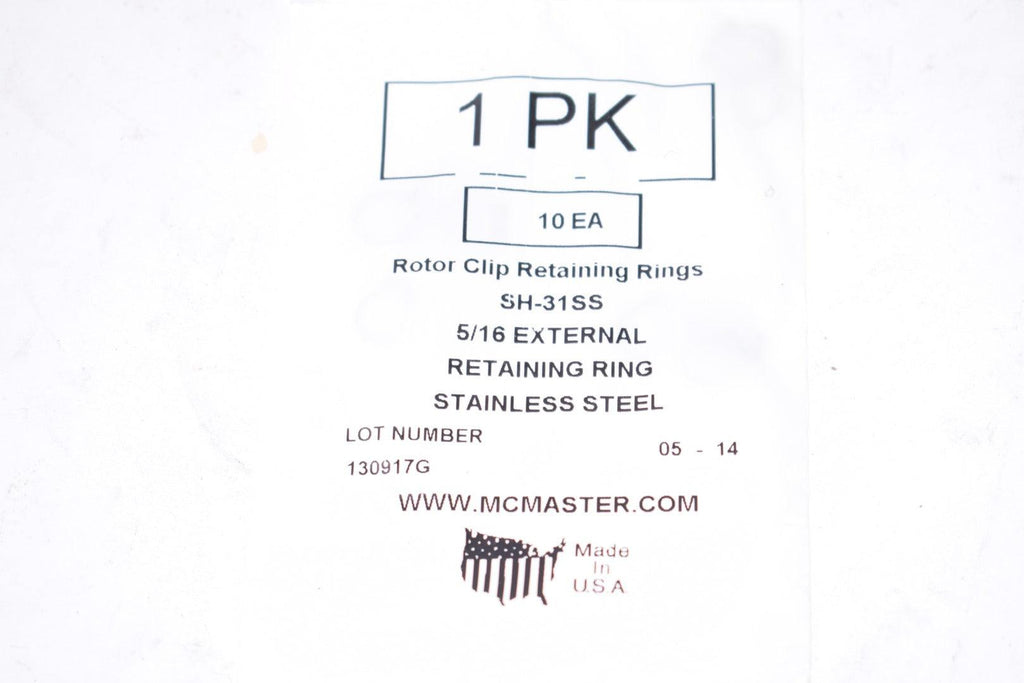 1 PK
10 EA
Rotor Clip Retaining Rings
SH-31SS
5/16 EXTERNAL
RETAINING RING
STAINLESS STEEL
LOT NUMBER
05 - 14
130917G
WWW.MCMASTER.COM
Made
In
U.S.A